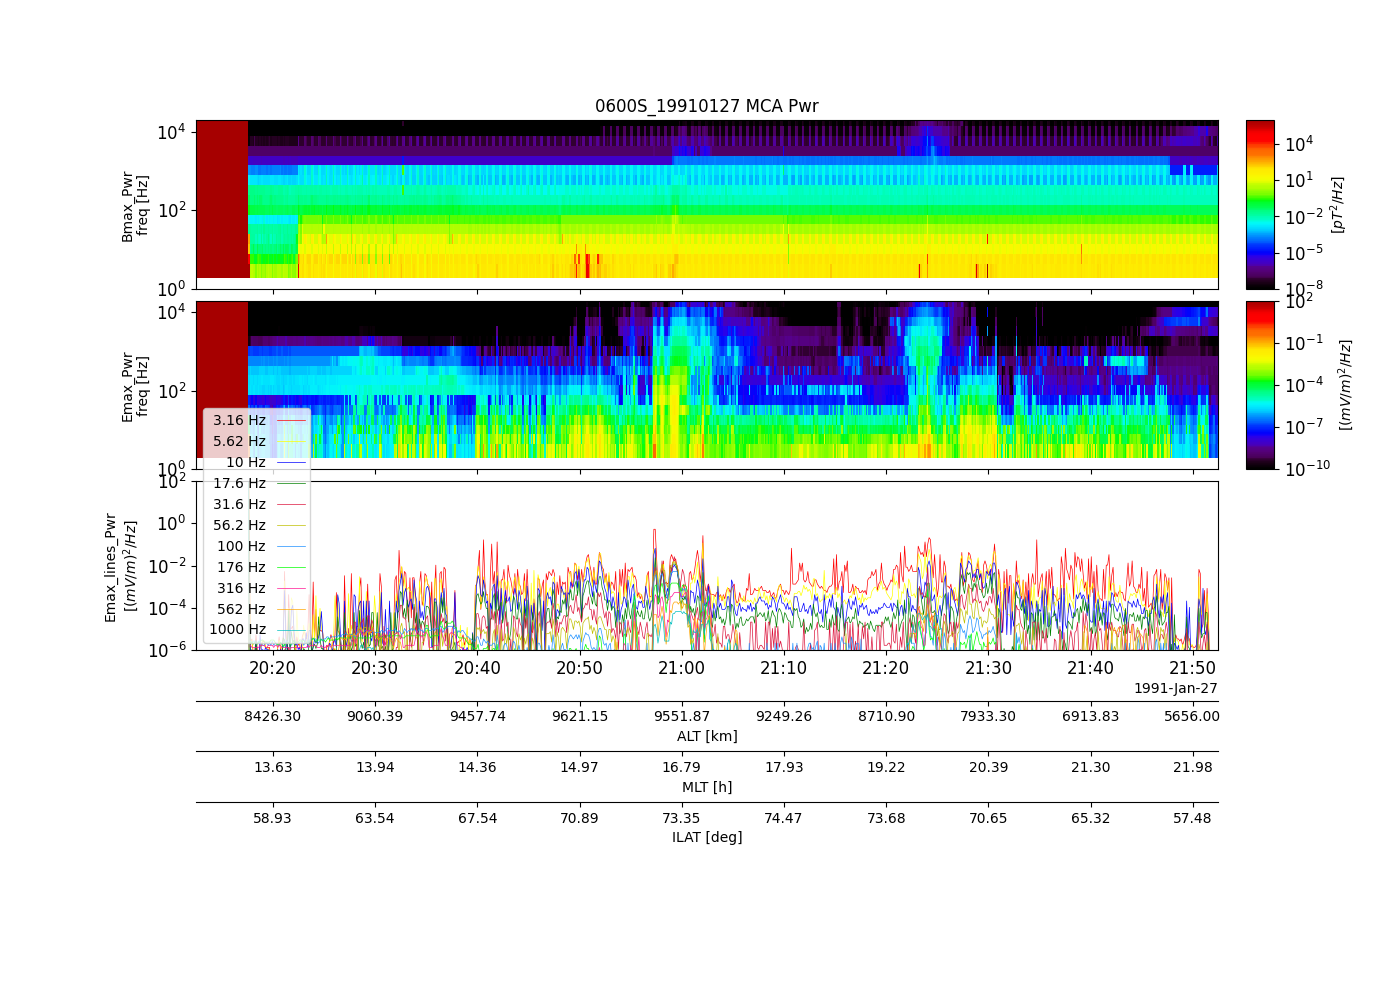 0600S_19910127 MCA Pwr
Bmax_Pwr
freq [Hz]
10^4
10^2
10^0
10^4
10^1
10^-2
10^-5
10^-8
[pT^2/Hz]
Emax_Pwr
freq [Hz]
10^4
10^2
10^0
10^2
10^-1
10^-4
10^-7
10^-10
[(mV/m)^2/Hz]
3.16 Hz
5.62 Hz
10 Hz
17.6 Hz
31.6 Hz
56.2 Hz
100 Hz
176 Hz
316 Hz
562 Hz
1000 Hz
Emax_lines_Pwr
[(mV/m)^2/Hz]
10^2
10^0
10^-2
10^-4
10^-6
20:20 20:30 20:40 20:50 21:00 21:10 21:20 21:30 21:40 21:50
1991-Jan-27
8426.30 9060.39 9457.74 9621.15 9551.87 9249.26 8710.90 7933.30 6913.83 5656.00
ALT [km]
13.63 13.94 14.36 14.97 16.79 17.93 19.22 20.39 21.30 21.98
MLT [h]
58.93 63.54 67.54 70.89 73.35 74.47 73.68 70.65 65.32 57.48
ILAT [deg]